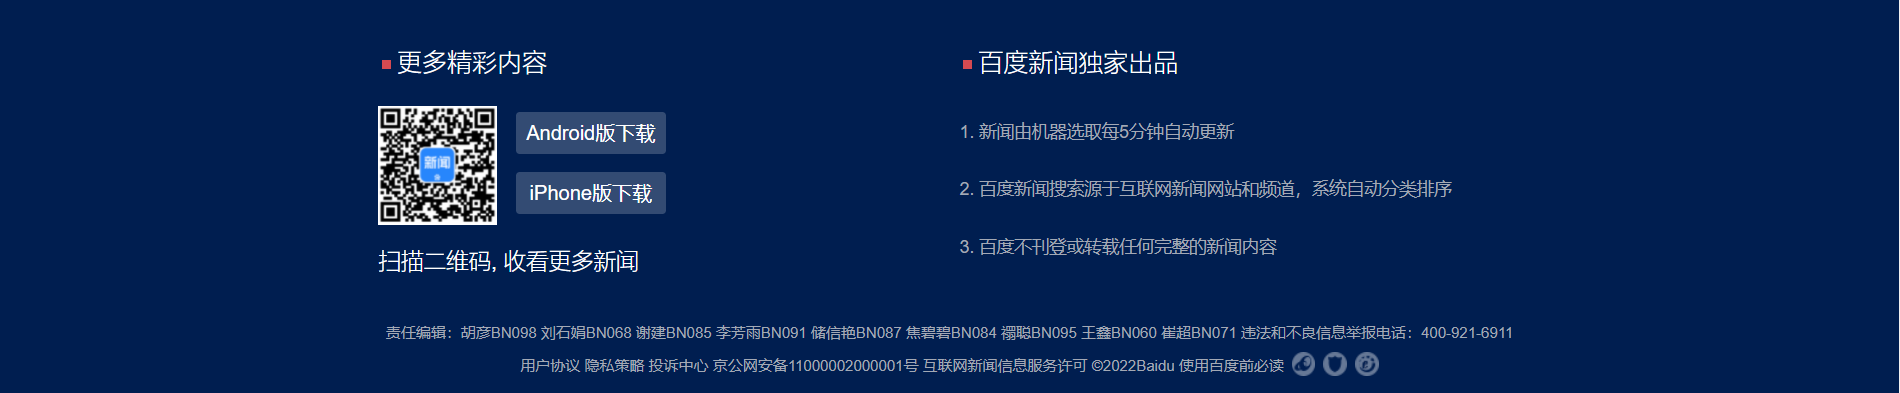 更多精彩内容
新闻
Android版下载
iPhone版下载
扫描二维码, 收看更多新闻
百度新闻独家出品
1. 新闻由机器选取每5分钟自动更新
2. 百度新闻搜索源于互联网新闻网站和频道，系统自动分类排序
3. 百度不刊登或转载任何完整的新闻内容
责任编辑：胡彦BN098 刘石娟BN068 谢建BN085 李芳雨BN091 储信艳BN087 焦碧碧BN084 禤聪BN095 王鑫BN060 崔超BN071 违法和不良信息举报电话：400-921-6911
用户协议 隐私策略 投诉中心 京公网安备11000002000001号 互联网新闻信息服务许可 ©2022Baidu 使用百度前必读